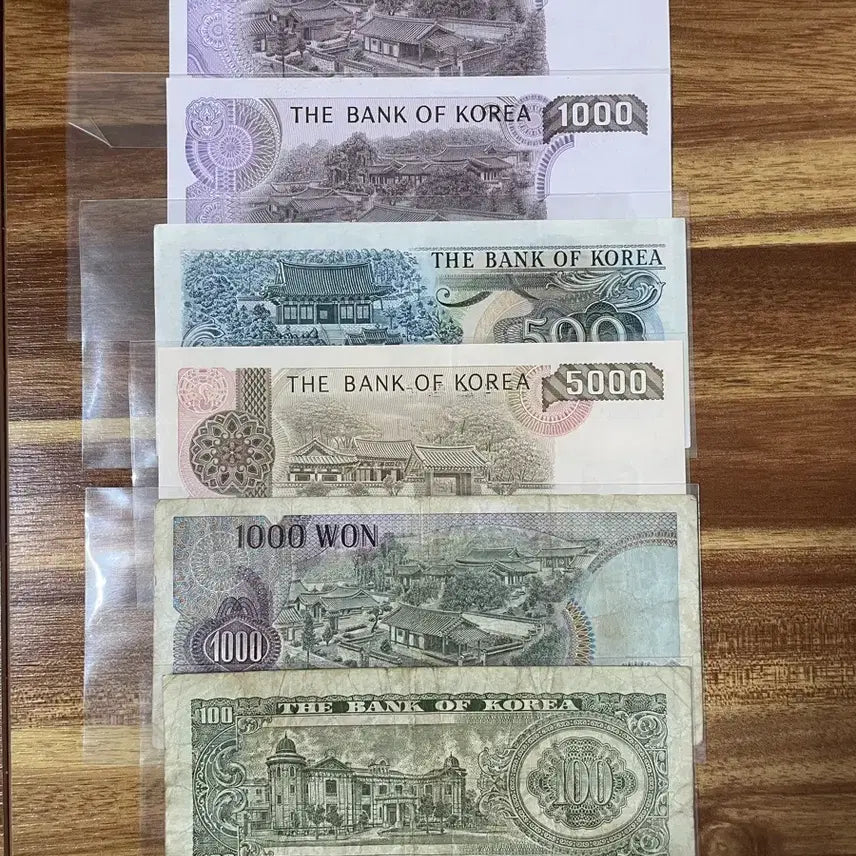 THE BANK OF KOREA 1000
THE BANK OF KOREA
500
THE BANK OF KOREA 5000
1000 WON
1000
100 THE BANK OF KOREA
100